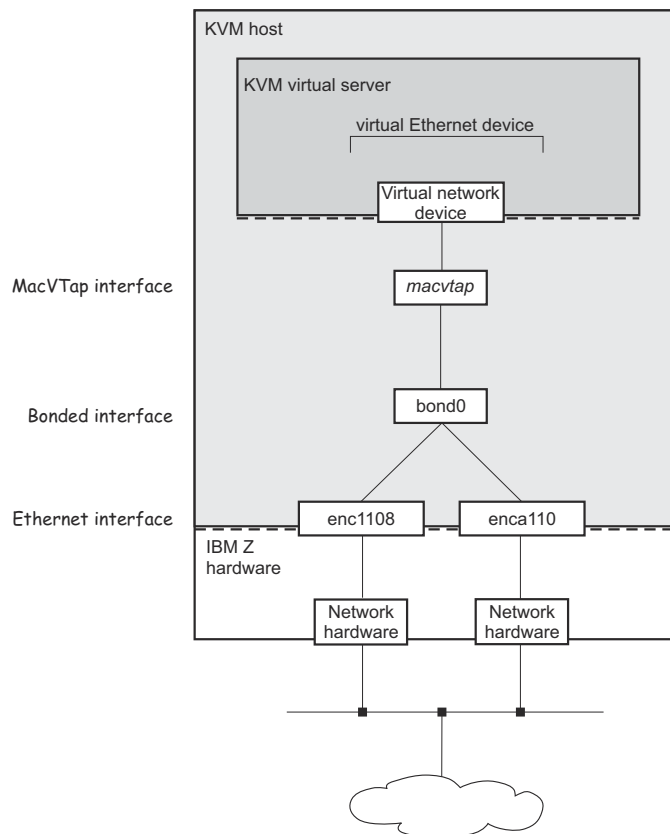 KVM host
KVM virtual server
virtual Ethernet device
Virtual network
device
MacVTap interface
macvtap
Bonded interface
bond0
Ethernet interface
enc1108
enca110
IBM Z
hardware
Network
hardware
Network
hardware